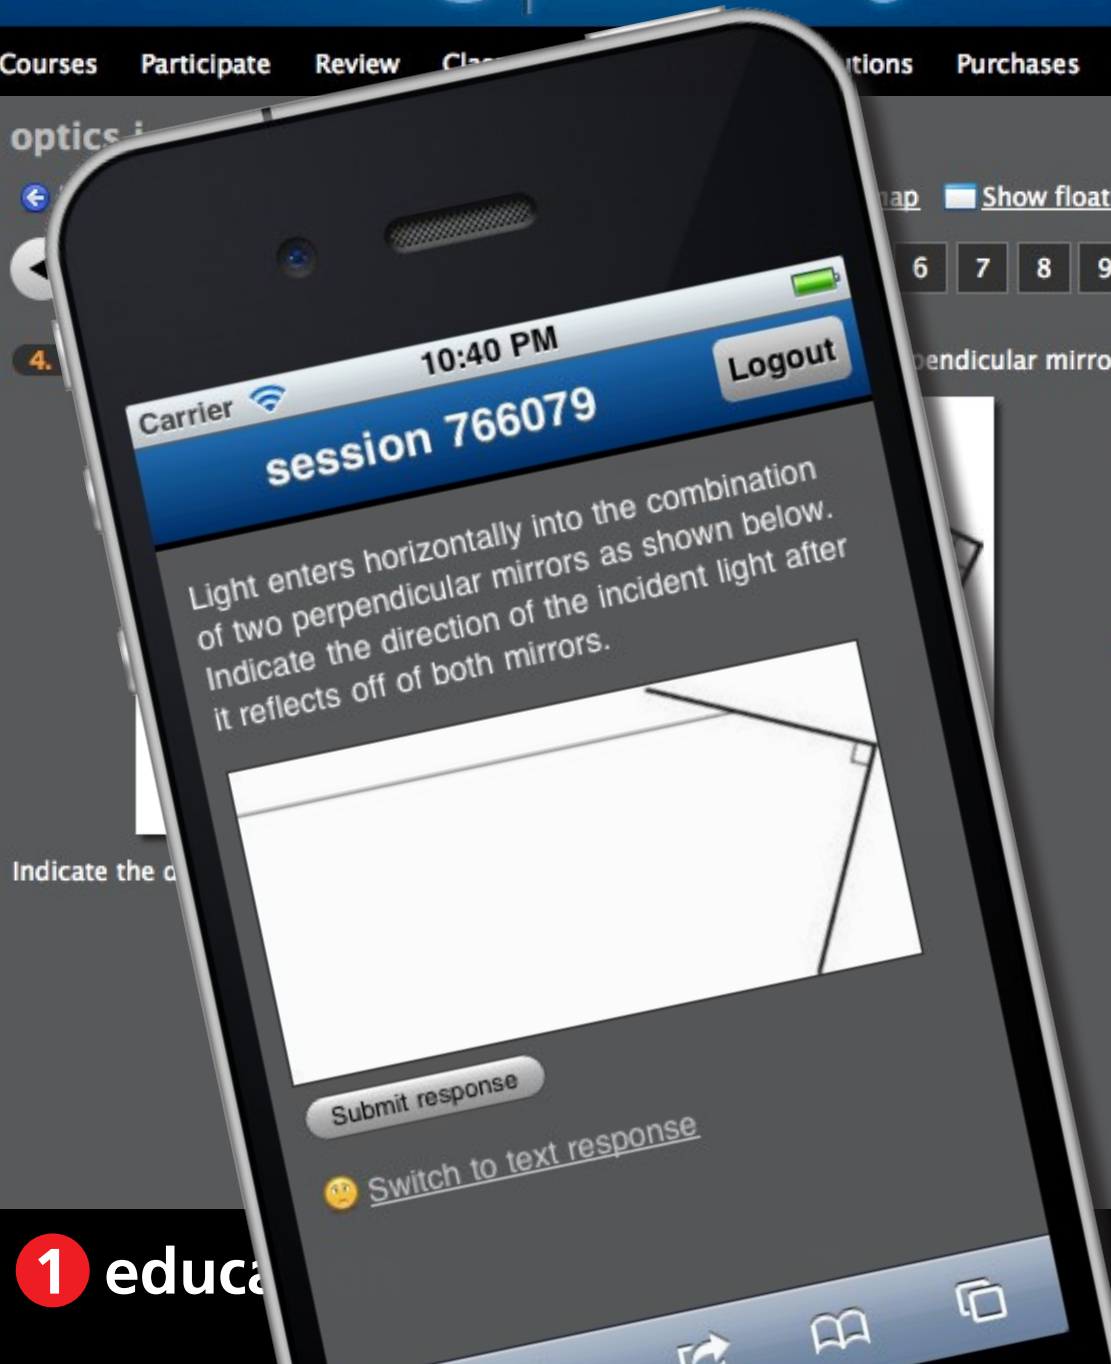 Courses Participate Review
Purchases
optics
Show float
6 7 8 9
4.
10:40 PM
Carrier
Logout
session 766079
Light enters horizontally into the combination
of two perpendicular mirrors as shown below.
Indicate the direction of the incident light after
it reflects off of both mirrors.
Indicate the
Submit response
Switch to text response
1 educa